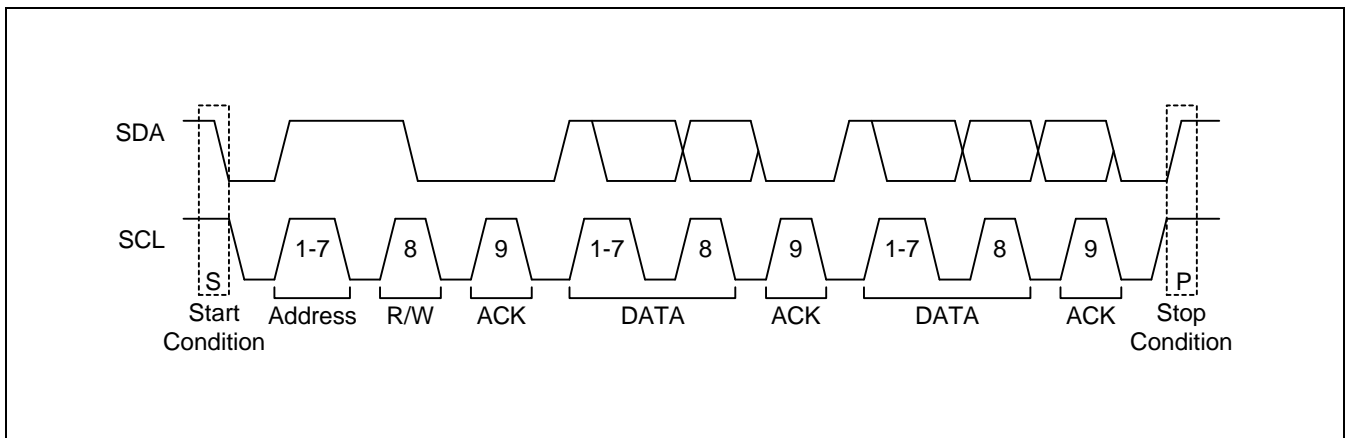 SDA
SCL
1-7 8 9 1-7 8 9 1-7 8 9
S P
Start Address R/W ACK DATA ACK DATA ACK Stop
Condition Condition